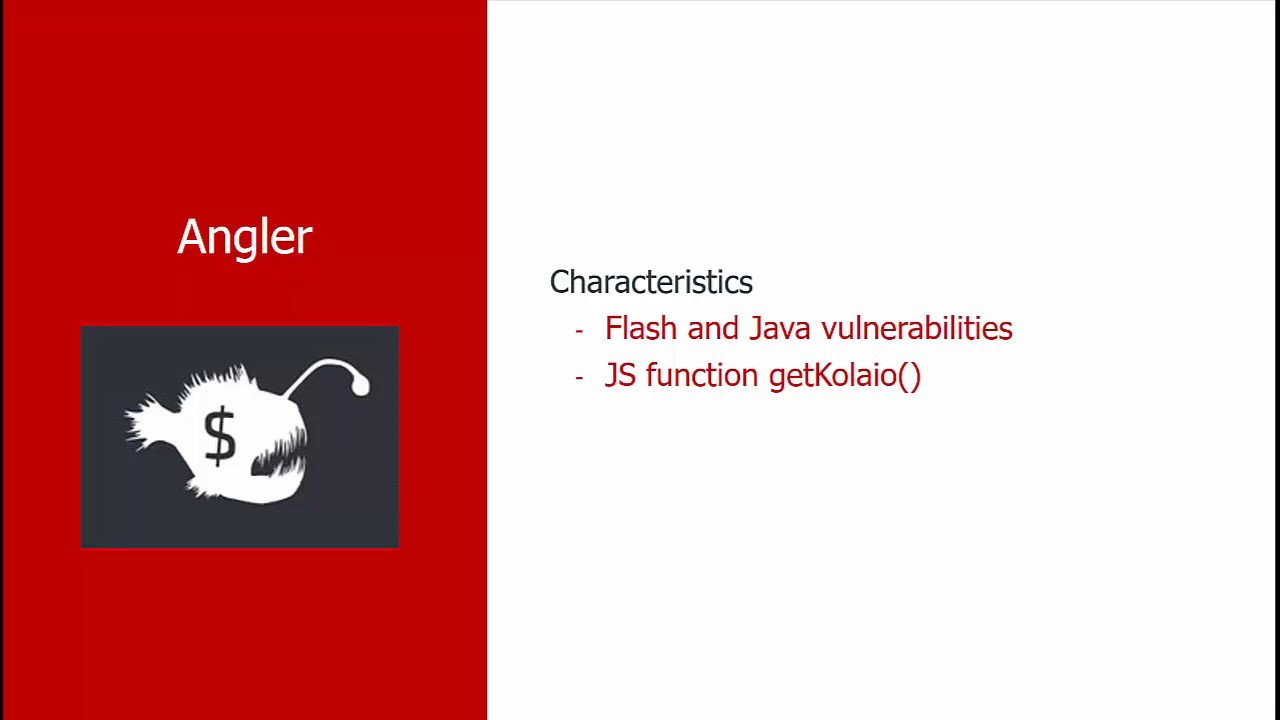 Angler
$
Characteristics
- Flash and Java vulnerabilities
- JS function getKolaio()